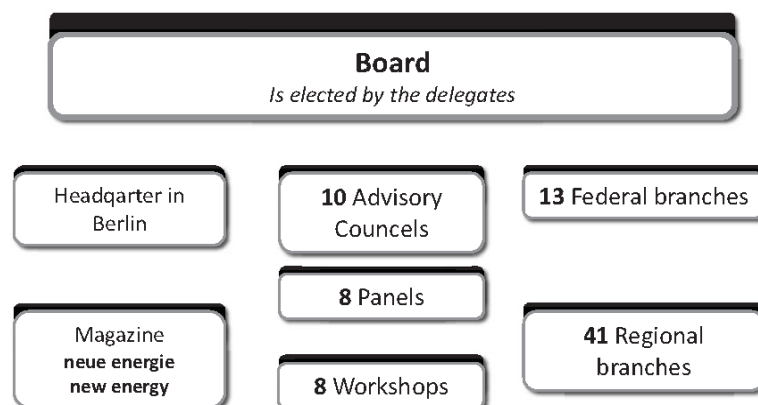 Board
Is elected by the delegates
Headqarter in
Berlin
10 Advisory
Councels
13 Federal branches
8 Panels
Magazine
neue energie
new energy
41 Regional
branches
8 Workshops